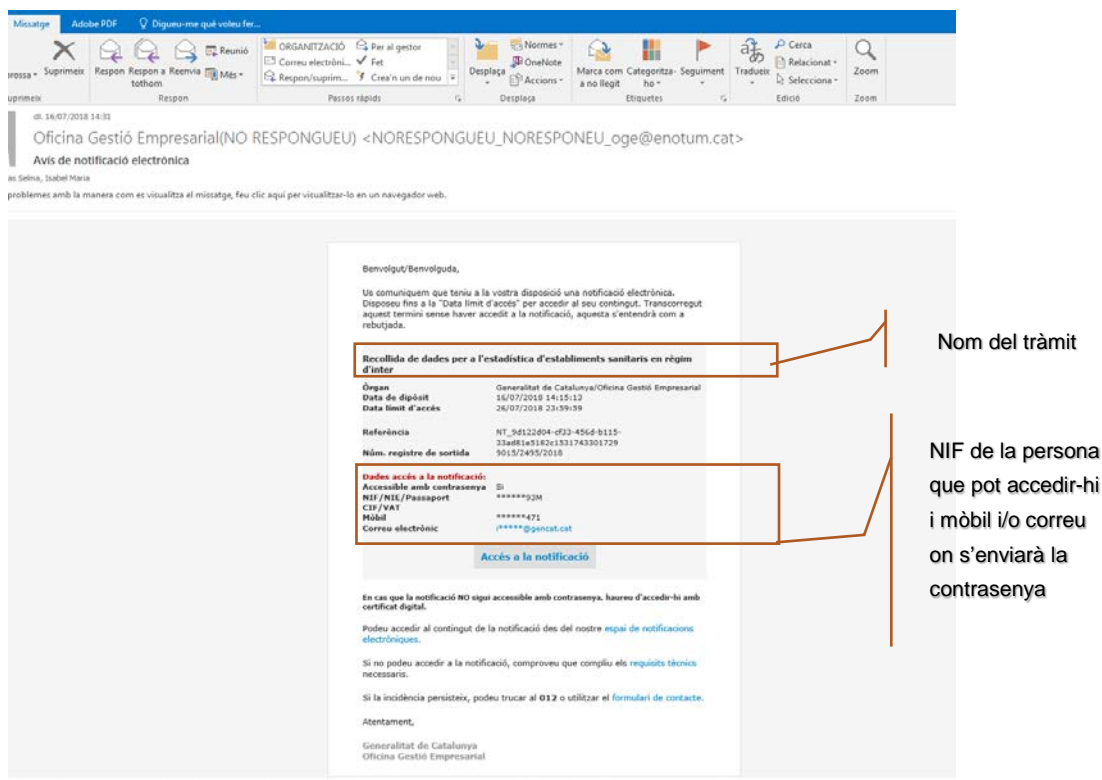 Missatge Adobe PDF Digueu-me què voleu fer...
Suprimeix Respon Respon a tothom Reenvia Reunió Més
ORGANITZACIÓ Per al gestor
Correu electròni... Fet
Respon/suprim... Crea'n un de nou
Desplaça Normes OneNote Accions
Marca com a no llegit Categoritza-ho Seguiment
Tradueix Cerca Relacionat Selecciona Zoom
uprimeix Respon Passos ràpids Desplaça Etiquetes Edició Zoom
dl. 16/07/2018 14:31
Oficina Gestió Empresarial(NO RESPONGUEU) <NORESPONGUEU_NORESPONEU_oge@enotum.cat>
Avís de notificació electrònica
as Selma, Isabel Maria
problemes amb la manera com es visualitza el missatge, feu clic aquí per visualitzar-lo en un navegador web.
Benvolgut/Benvolguda,
Us comuniquem que teniu a la vostra disposició una notificació electrònica.
Disposeu fins a la "Data límit d'accés" per accedir al seu contingut. Transcorregut
aquest termini sense haver accedit a la notificació, aquesta s'entendrà com a
rebutjada.
Recollida de dades per a l'estadística d'establiments sanitaris en règim
d'inter
Òrgan Generalitat de Catalunya/Oficina Gestió Empresarial
Data de dipòsit 16/07/2018 14:15:12
Data límit d'accés 26/07/2018 23:59:59
Referència NT_9d122d04-cf33-456d-b115-
33ad81e5182c1531743301729
Núm. registre de sortida 9015/2495/2018
Dades accés a la notificació:
Accessible amb contrasenya Si
NIF/NIE/Passaport ******92M
CIF/VAT
Mòbil ******471
Correu electrònic i*****@gencat.cat
Accés a la notificació
En cas que la notificació NO sigui accessible amb contrasenya, haureu d'accedir-hi amb
certificat digital.
Podeu accedir al contingut de la notificació des del nostre espai de notificacions
electròniques.
Si no podeu accedir a la notificació, comproveu que compliu els requisits tècnics
necessaris.
Si la incidència persisteix, podeu trucar al 012 o utilitzar el formulari de contacte.
Atentament,
Generalitat de Catalunya
Oficina Gestió Empresarial
Nom del tràmit
NIF de la persona
que pot accedir-hi
i mòbil i/o correu
on s'enviarà la
contrasenya